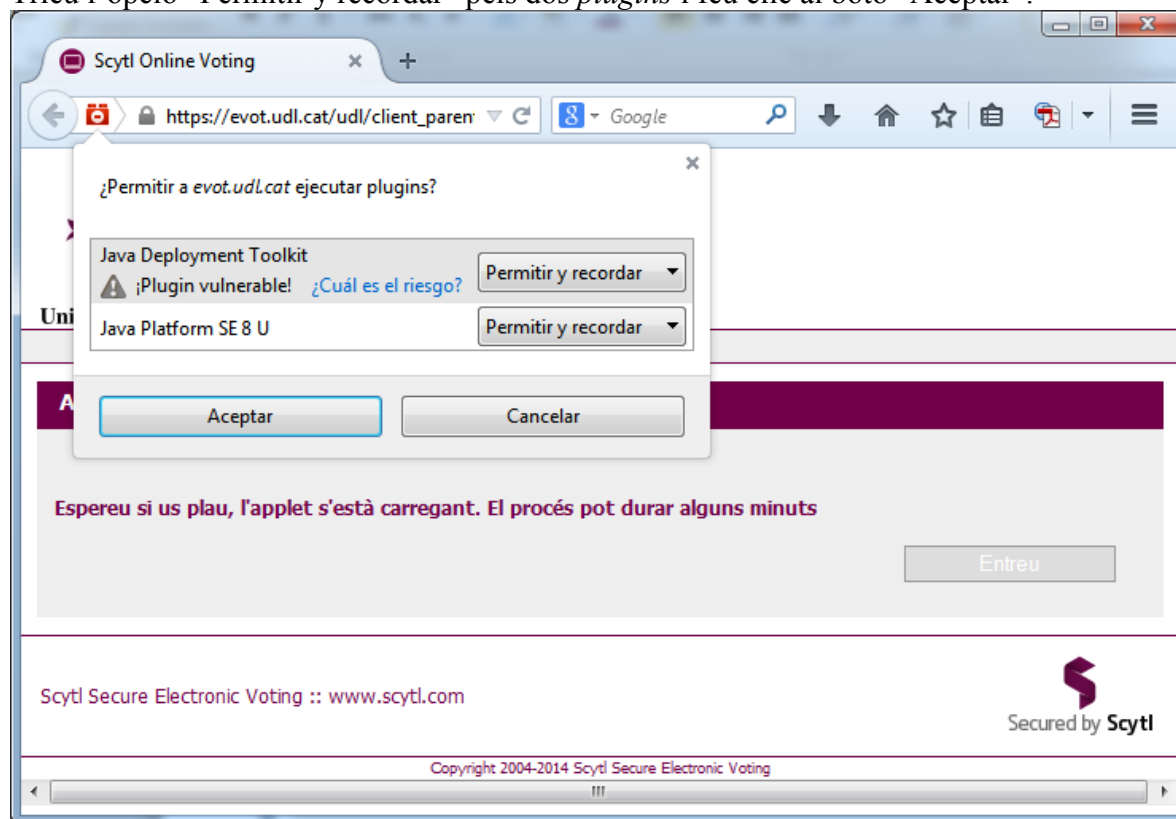 Scytl Online Voting
https://evot.udl.cat/udl/client_paren
Google
¿Permitir a evot.udl.cat ejecutar plugins?
Java Deployment Toolkit
¡Plugin vulnerable! ¿Cuál es el riesgo?
Permitir y recordar
Uni
Java Platform SE 8 U
Permitir y recordar
A
Aceptar
Cancelar
Espereu si us plau, l'applet s'està carregant. El procés pot durar alguns minuts
Entreu
Scytl Secure Electronic Voting :: www.scytl.com
Secured by Scytl
Copyright 2004-2014 Scytl Secure Electronic Voting